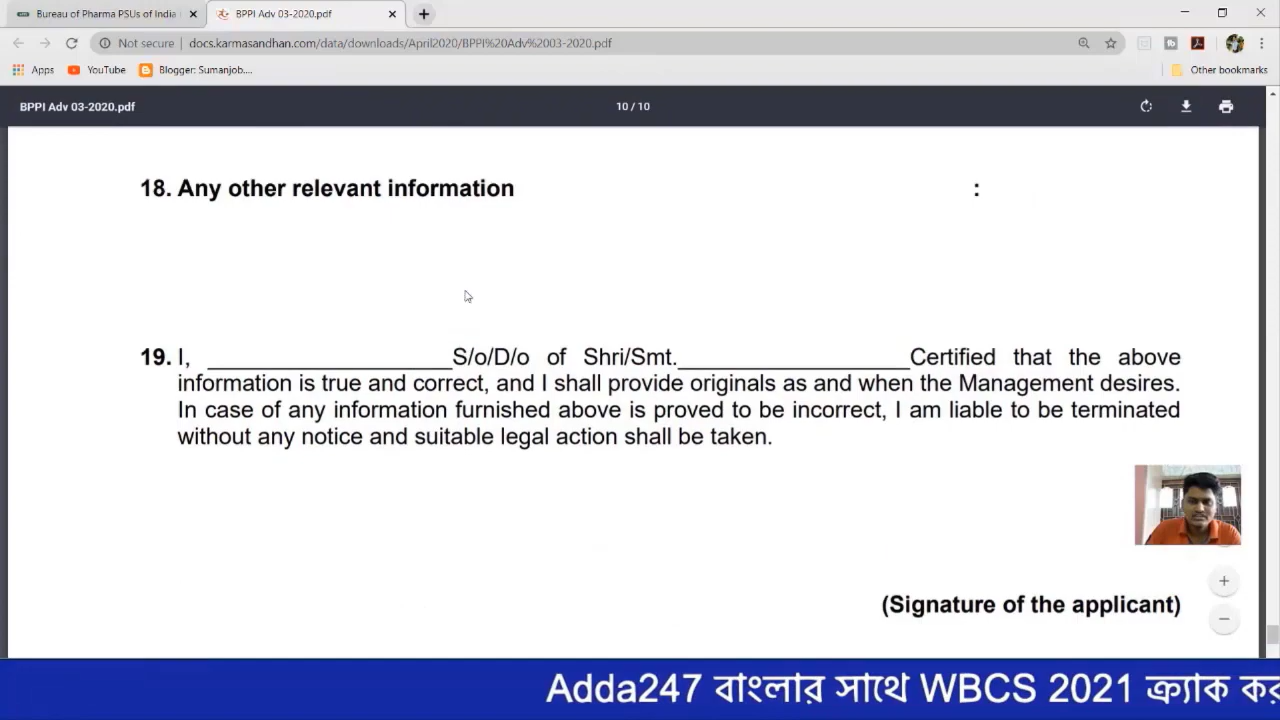 Bureau of Pharma PSUs of India
BPPI Adv 03-2020.pdf
Not secure | docs.karmasandhan.com/data/downloads/April2020/BPPI%20Adv%2003-2020.pdf
Apps YouTube Blogger: Sumanjob.... Other bookmarks
BPPI Adv 03-2020.pdf 10 / 10
18. Any other relevant information :
19. I, ____________________S/o/D/o of Shri/Smt.___________________Certified that the above
information is true and correct, and I shall provide originals as and when the Management desires.
In case of any information furnished above is proved to be incorrect, I am liable to be terminated
without any notice and suitable legal action shall be taken.
(Signature of the applicant)
Adda247 বাংলার সাথে WBCS 2021 ক্র্যাক কর